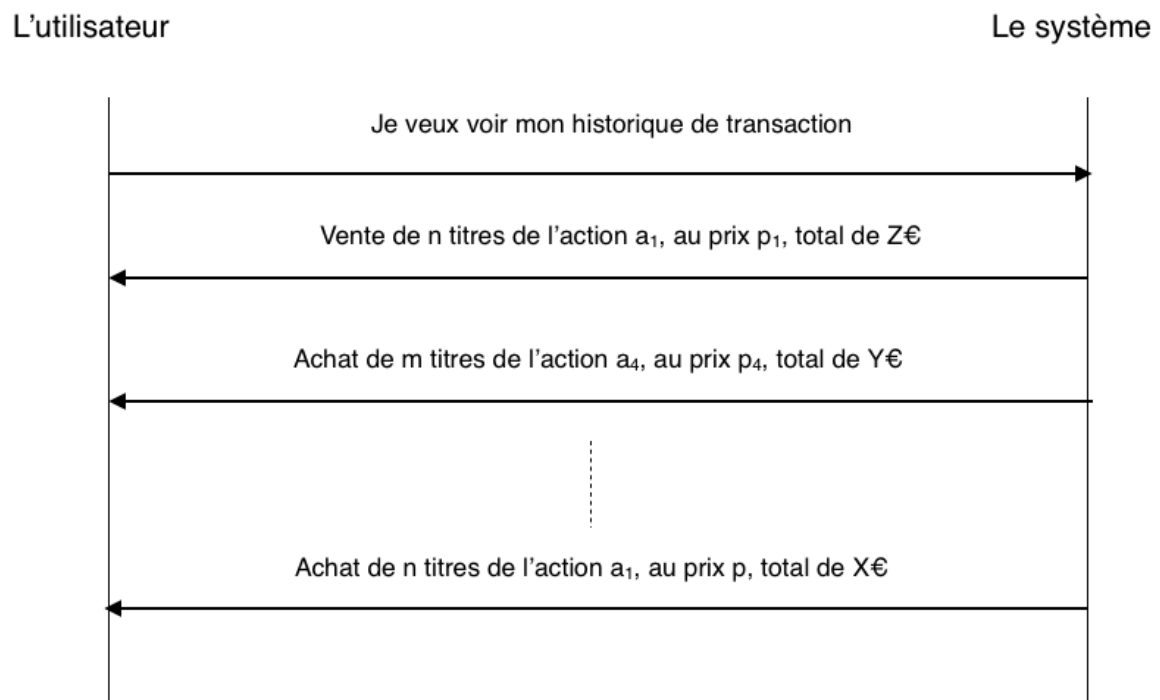 L'utilisateur
Le système
Je veux voir mon historique de transaction
Vente de n titres de l'action a₁, au prix p₁, total de Z€
Achat de m titres de l'action a₄, au prix p₄, total de Y€
Achat de n titres de l'action a₁, au prix p, total de X€